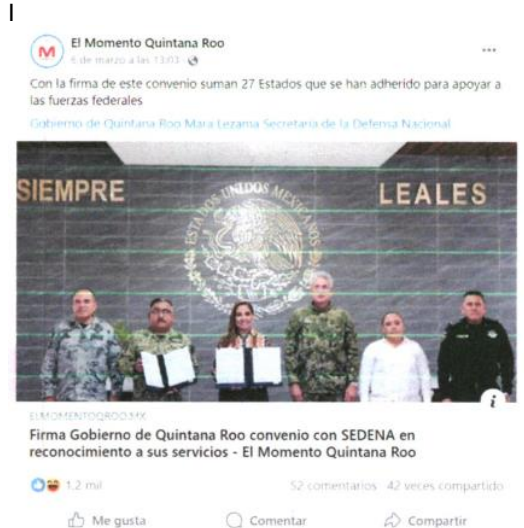 I
El Momento Quintana Roo
6 de marzo a las 13:03
Con la firma de este convenio suman 27 Estados que se han adherido para apoyar a
las fuerzas federales
Gobierno de Quintana Roo Mara Lezama Secretaría de la Defensa Nacional
SIEMPRE
ESTADOS UNIDOS MEXICANOS
LEALES
i
ELMOMENTOQROO.MX
Firma Gobierno de Quintana Roo convenio con SEDENA en
reconocimiento a sus servicios - El Momento Quintana Roo
1,2 mil
52 comentarios
42 veces compartido
Me gusta
Comentar
Compartir